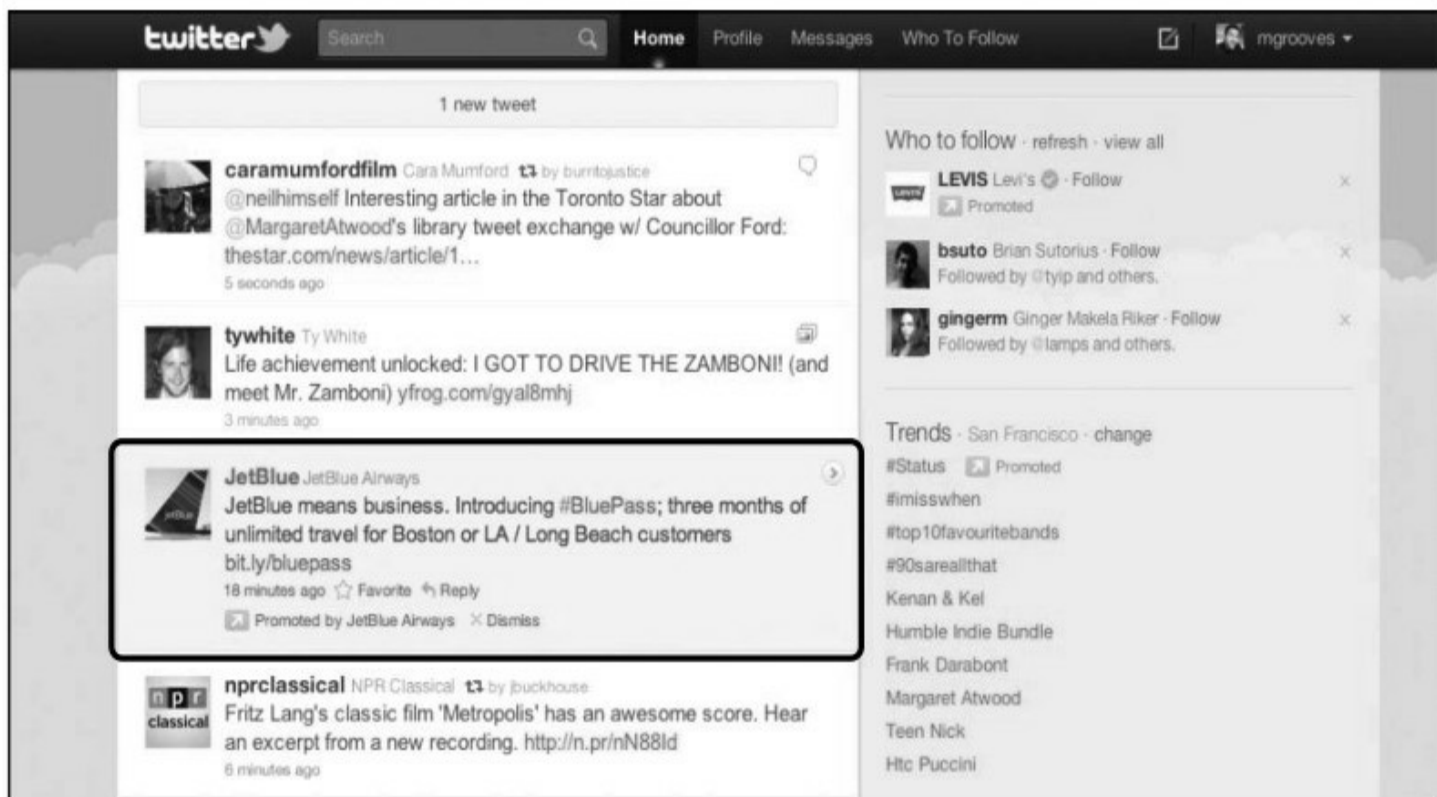 twitter Search Home Profile Messages Who To Follow mgrooves
1 new tweet
caramumfordfilm Cara Mumford by burntojustice
@neilhimself Interesting article in the Toronto Star about
@MargaretAtwood's library tweet exchange w/ Councillor Ford:
thestar.com/news/article/1…
5 seconds ago
tywhite Ty White
Life achievement unlocked: I GOT TO DRIVE THE ZAMBONI! (and
meet Mr. Zamboni) yfrog.com/gyal8mhj
3 minutes ago
JetBlue JetBlue Airways
JetBlue means business. Introducing #BluePass; three months of
unlimited travel for Boston or LA / Long Beach customers
bit.ly/bluepass
18 minutes ago Favorite Reply
Promoted by JetBlue Airways × Dismiss
jetBlue
nprclassical NPR Classical by jbuckhouse
Fritz Lang's classic film 'Metropolis' has an awesome score. Hear
an excerpt from a new recording. http://n.pr/nN88Id
6 minutes ago
npr
classical
Who to follow · refresh · view all
LEVIS Levi's · Follow ×
Promoted
LEVI'S
bsuto Brian Sutorius · Follow ×
Followed by @tyip and others.
gingerm Ginger Makela Riker · Follow ×
Followed by @lamps and others.
Trends · San Francisco · change
#Status Promoted
#imisswhen
#top10favouritebands
#90sareallthat
Kenan & Kel
Humble Indie Bundle
Frank Darabont
Margaret Atwood
Teen Nick
Htc Puccini